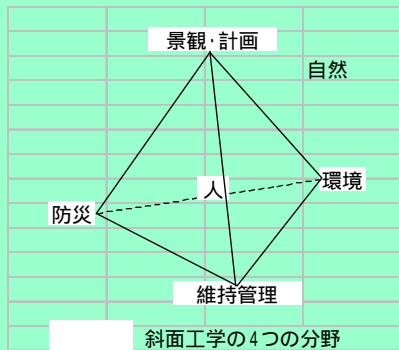 景観･計画
自然
環境
人
防災
維持管理
斜面工学の4つの分野